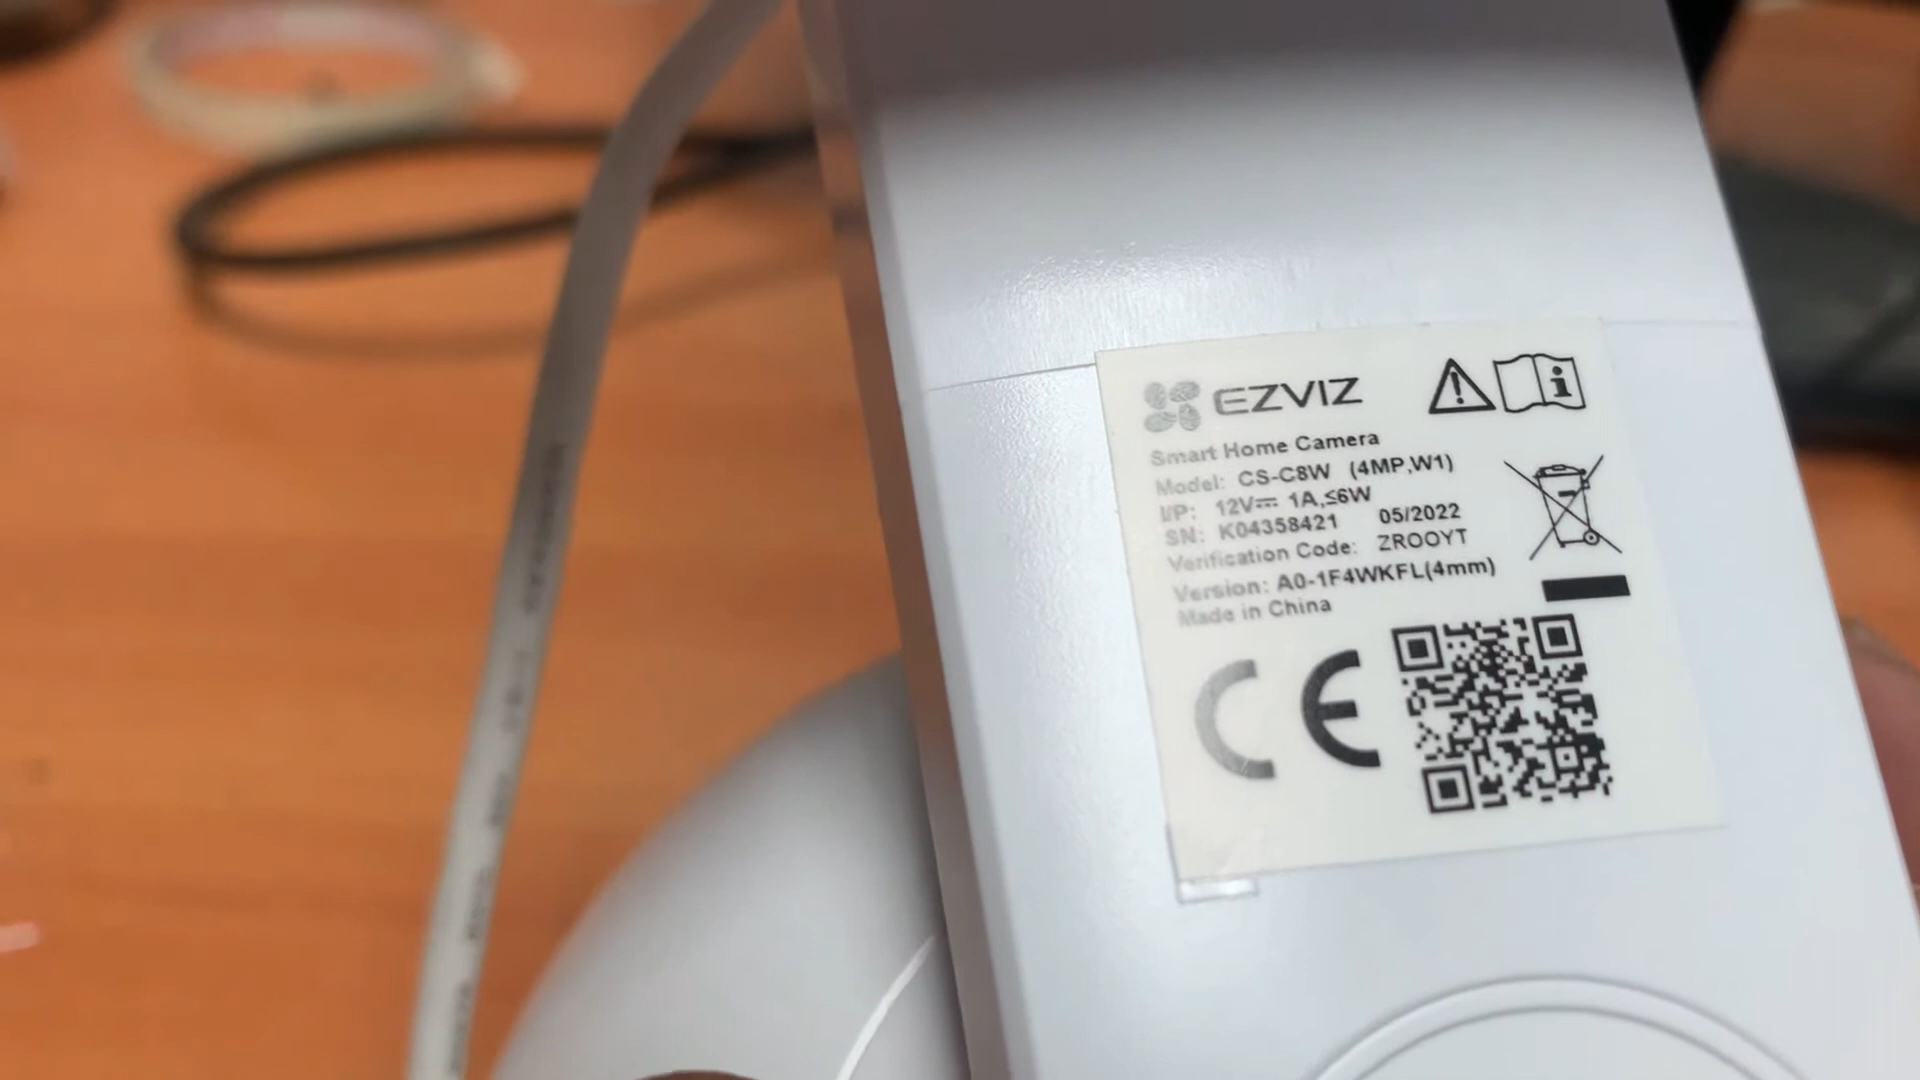 EZVIZ
Smart Home Camera
Model: CS-C8W (4MP,W1)
I/P: 12V⎓ 1A,≤6W
SN: K04358421 05/2022
Verification Code: ZROOYT
Version: A0-1F4WKFL(4mm)
Made in China
CE